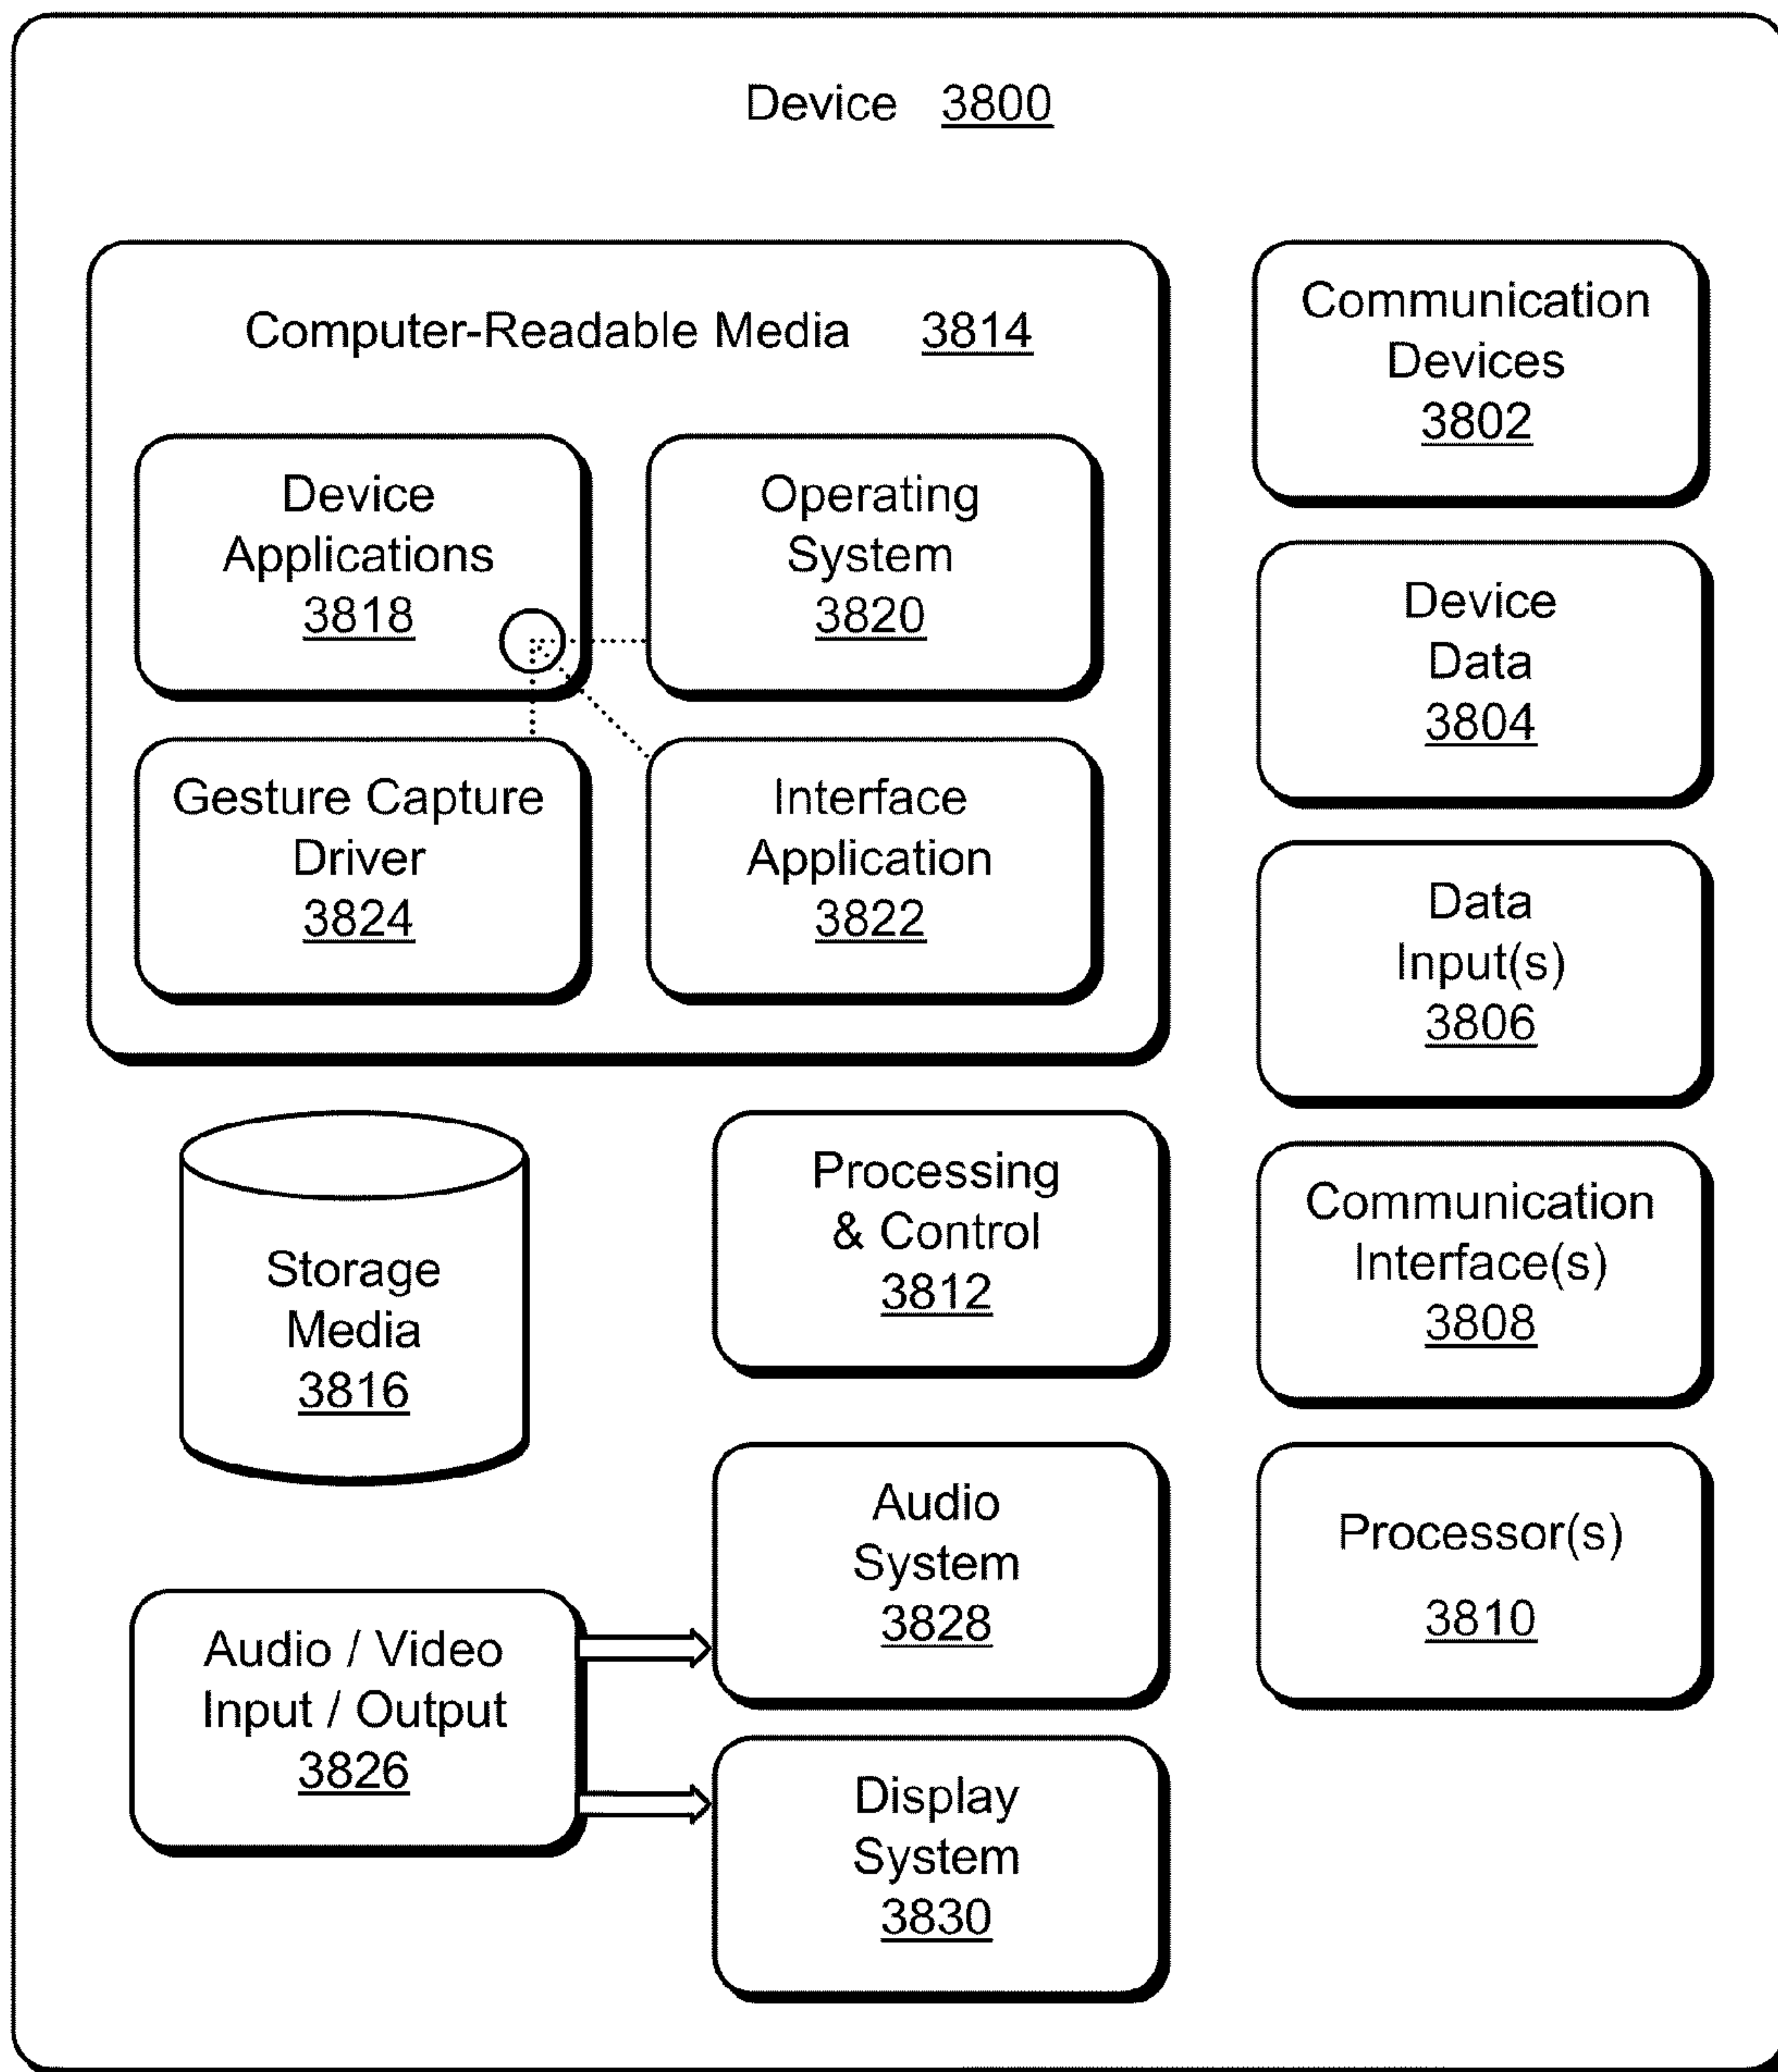 Device 3800
Computer-Readable Media 3814
Device
Applications
3818
Operating
System
3820
Gesture Capture
Driver
3824
Interface
Application
3822
Communication
Devices
3802
Device
Data
3804
Data
Input(s)
3806
Communication
Interface(s)
3808
Processor(s)
3810
Storage
Media
3816
Processing
& Control
3812
Audio / Video
Input / Output
3826
Audio
System
3828
Display
System
3830